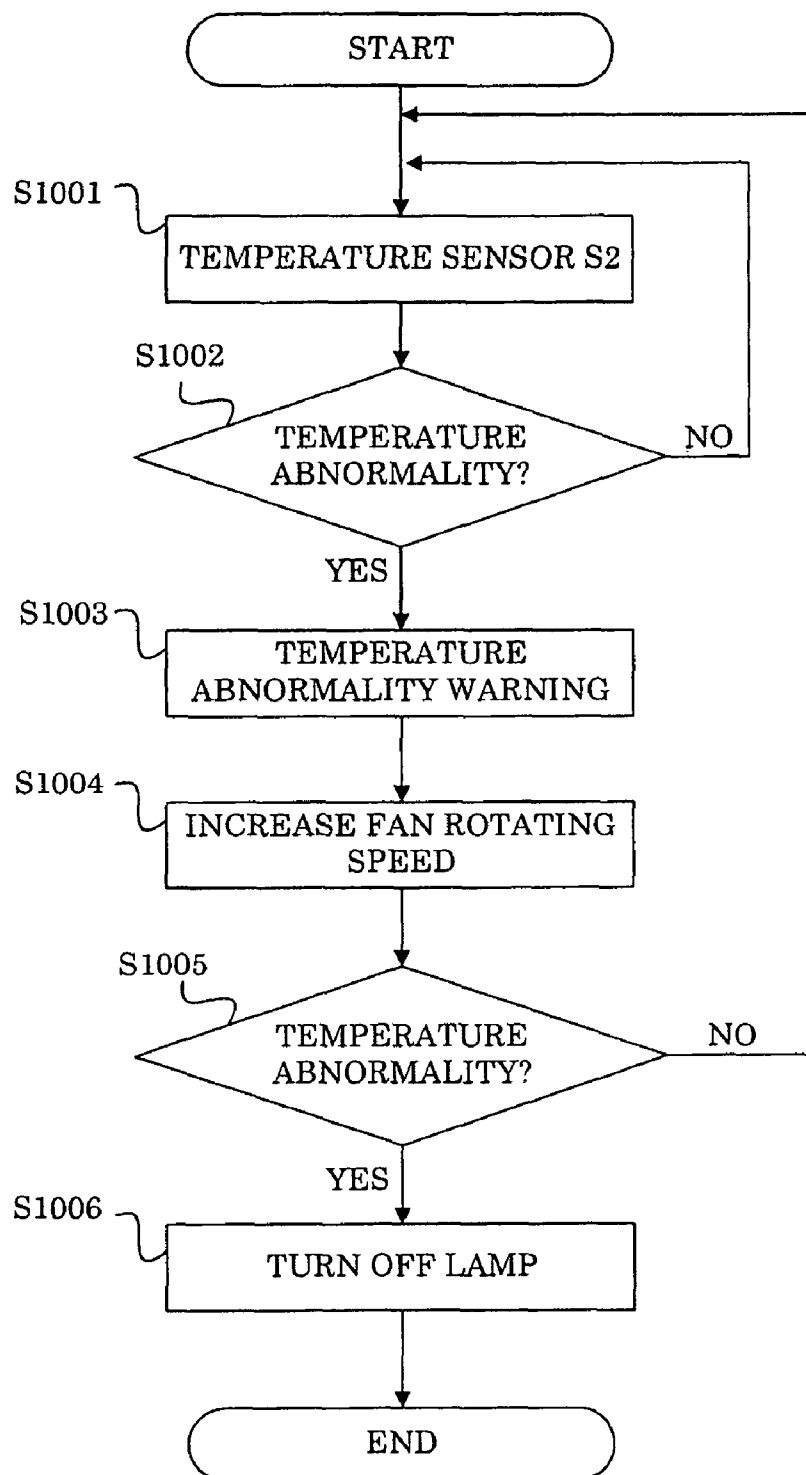 START
S1001
TEMPERATURE SENSOR S2
S1002
TEMPERATURE
ABNORMALITY?
NO
YES
S1003
TEMPERATURE
ABNORMALITY WARNING
S1004
INCREASE FAN ROTATING
SPEED
S1005
TEMPERATURE
ABNORMALITY?
NO
YES
S1006
TURN OFF LAMP
END